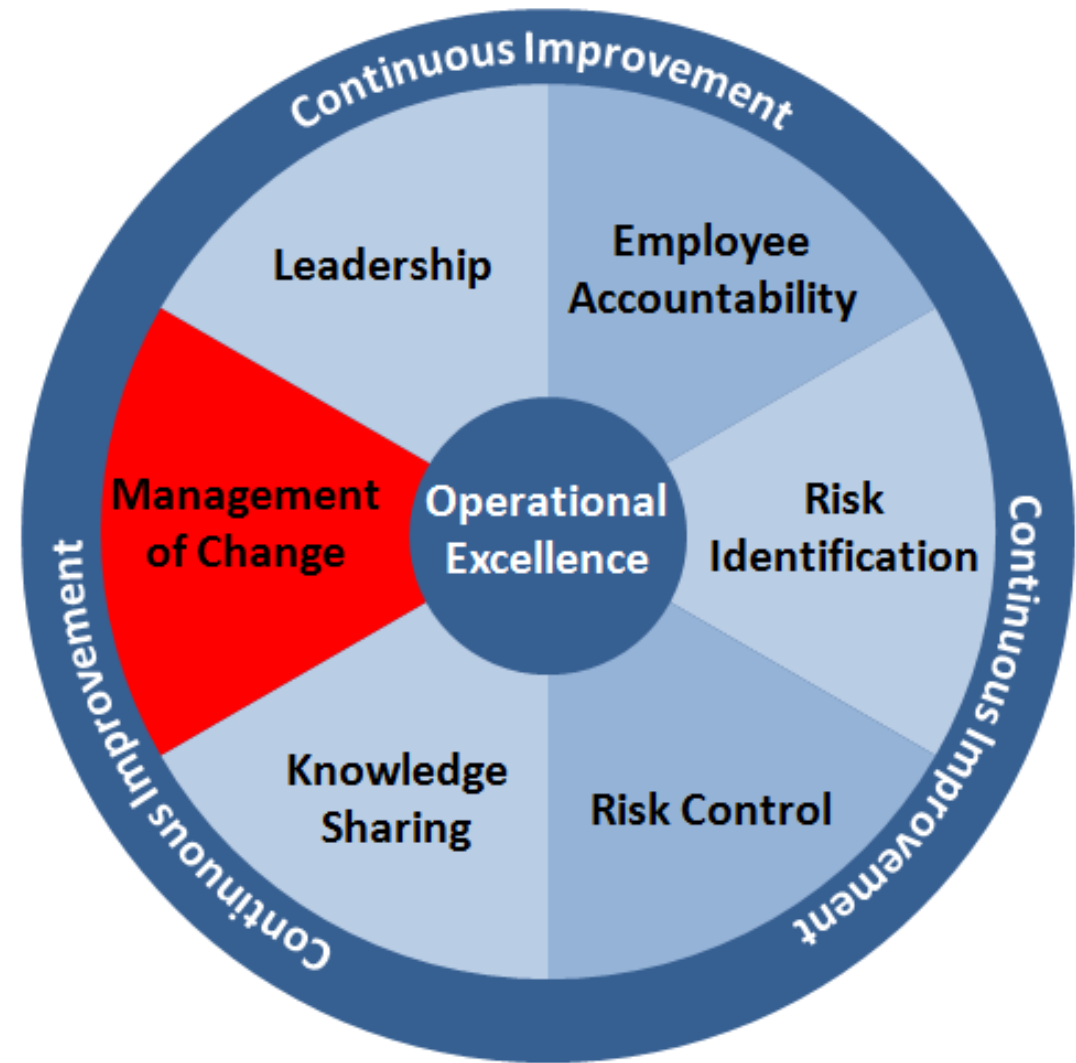 Continuous Improvement
Leadership
Employee
Accountability
Management
of Change
Operational
Excellence
Risk
Identification
Knowledge
Sharing
Risk Control
Continuous Improvement
Continuous Improvement